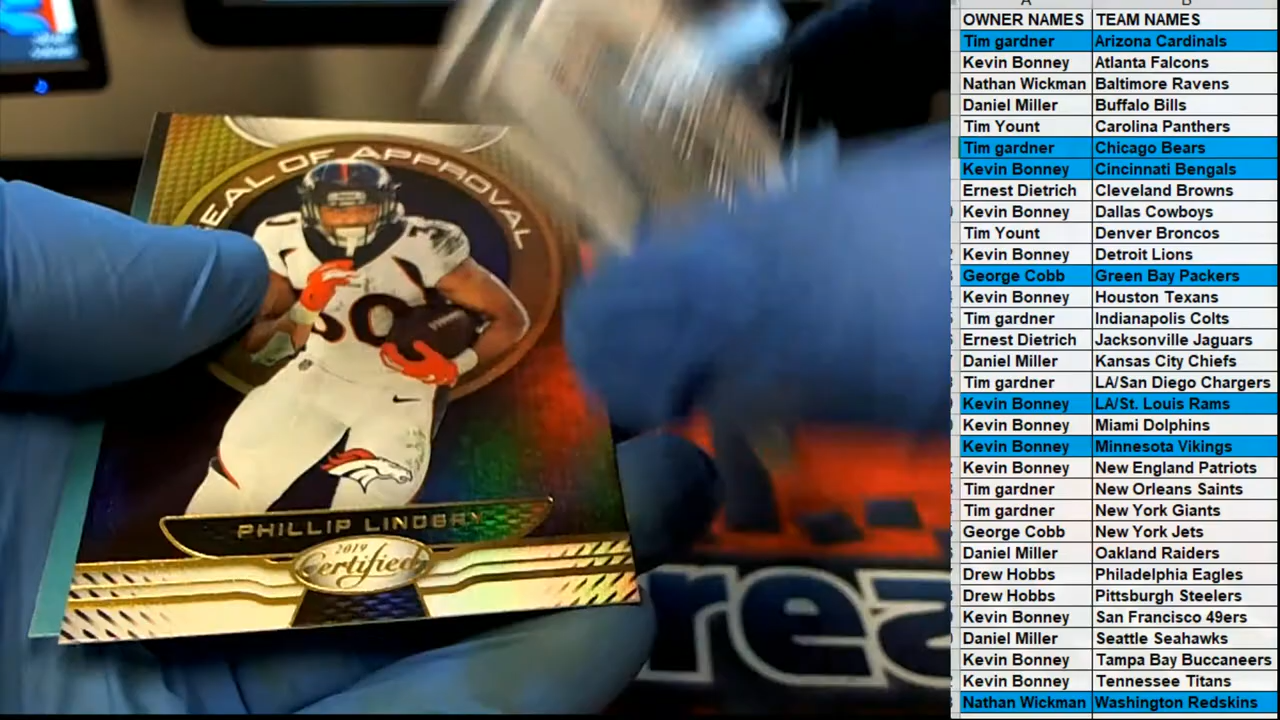 SEAL OF APPROVAL
30
PHILLIP LINDSAY
2019
Certified
rea
OWNER NAMES TEAM NAMES
Tim gardner Arizona Cardinals
Kevin Bonney Atlanta Falcons
Nathan Wickman Baltimore Ravens
Daniel Miller Buffalo Bills
Tim Yount Carolina Panthers
Tim gardner Chicago Bears
Kevin Bonney Cincinnati Bengals
Ernest Dietrich Cleveland Browns
Kevin Bonney Dallas Cowboys
Tim Yount Denver Broncos
Kevin Bonney Detroit Lions
George Cobb Green Bay Packers
Kevin Bonney Houston Texans
Tim gardner Indianapolis Colts
Ernest Dietrich Jacksonville Jaguars
Daniel Miller Kansas City Chiefs
Tim gardner LA/San Diego Chargers
Kevin Bonney LA/St. Louis Rams
Kevin Bonney Miami Dolphins
Kevin Bonney Minnesota Vikings
Kevin Bonney New England Patriots
Tim gardner New Orleans Saints
Tim gardner New York Giants
George Cobb New York Jets
Daniel Miller Oakland Raiders
Drew Hobbs Philadelphia Eagles
Drew Hobbs Pittsburgh Steelers
Kevin Bonney San Francisco 49ers
Daniel Miller Seattle Seahawks
Kevin Bonney Tampa Bay Buccaneers
Kevin Bonney Tennessee Titans
Nathan Wickman Washington Redskins